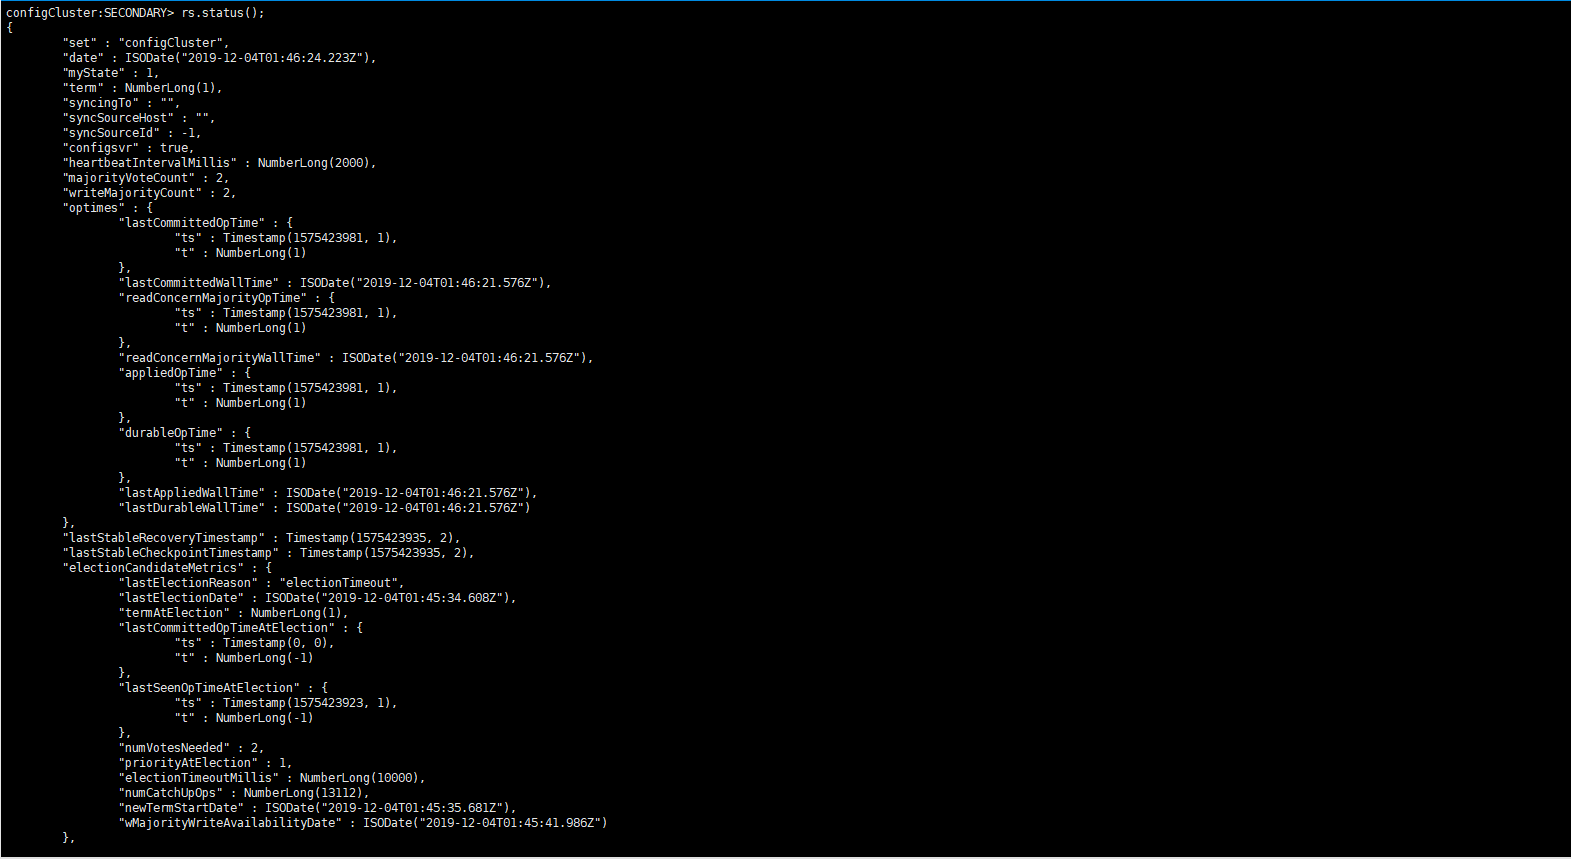 configCluster:SECONDARY> rs.status();
{
        "set" : "configCluster",
        "date" : ISODate("2019-12-04T01:46:24.223Z"),
        "myState" : 1,
        "term" : NumberLong(1),
        "syncingTo" : "",
        "syncSourceHost" : "",
        "syncSourceId" : -1,
        "configsvr" : true,
        "heartbeatIntervalMillis" : NumberLong(2000),
        "majorityVoteCount" : 2,
        "writeMajorityCount" : 2,
        "optimes" : {
                "lastCommittedOpTime" : {
                        "ts" : Timestamp(1575423981, 1),
                        "t" : NumberLong(1)
                },
                "lastCommittedWallTime" : ISODate("2019-12-04T01:46:21.576Z"),
                "readConcernMajorityOpTime" : {
                        "ts" : Timestamp(1575423981, 1),
                        "t" : NumberLong(1)
                },
                "readConcernMajorityWallTime" : ISODate("2019-12-04T01:46:21.576Z"),
                "appliedOpTime" : {
                        "ts" : Timestamp(1575423981, 1),
                        "t" : NumberLong(1)
                },
                "durableOpTime" : {
                        "ts" : Timestamp(1575423981, 1),
                        "t" : NumberLong(1)
                },
                "lastAppliedWallTime" : ISODate("2019-12-04T01:46:21.576Z"),
                "lastDurableWallTime" : ISODate("2019-12-04T01:46:21.576Z")
        },
        "lastStableRecoveryTimestamp" : Timestamp(1575423935, 2),
        "lastStableCheckpointTimestamp" : Timestamp(1575423935, 2),
        "electionCandidateMetrics" : {
                "lastElectionReason" : "electionTimeout",
                "lastElectionDate" : ISODate("2019-12-04T01:45:34.608Z"),
                "termAtElection" : NumberLong(1),
                "lastCommittedOpTimeAtElection" : {
                        "ts" : Timestamp(0, 0),
                        "t" : NumberLong(-1)
                },
                "lastSeenOpTimeAtElection" : {
                        "ts" : Timestamp(1575423923, 1),
                        "t" : NumberLong(-1)
                },
                "numVotesNeeded" : 2,
                "priorityAtElection" : 1,
                "electionTimeoutMillis" : NumberLong(10000),
                "numCatchUpOps" : NumberLong(13112),
                "newTermStartDate" : ISODate("2019-12-04T01:45:35.681Z"),
                "wMajorityWriteAvailabilityDate" : ISODate("2019-12-04T01:45:41.986Z")
        },